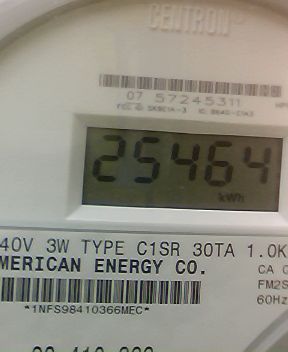 CENTRON
07 57245311
25464
kWh
40V 3W TYPE C1SR 30TA 1.0K
MERICAN ENERGY CO.
CA
FM2S
60Hz
*1NFS98410366MEC*